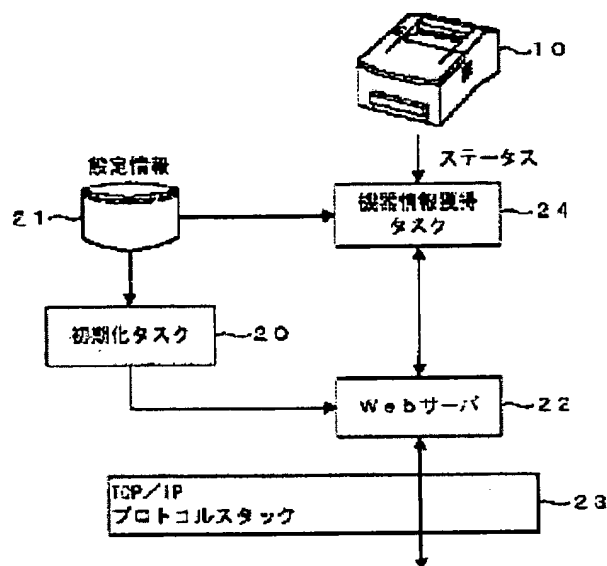 10
ステータス
設定情報
21
機器情報獲得
タスク
24
初期化タスク
20
Webサーバ
22
TCP/IP
プロトコルスタック
23